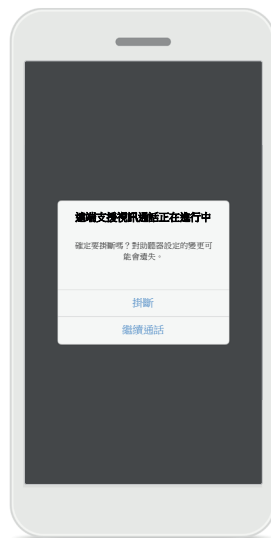 遠端支援視訊通話正在進行中
確定要掛斷嗎？對助聽器設定的變更可
能會遺失。
掛斷
繼續通話